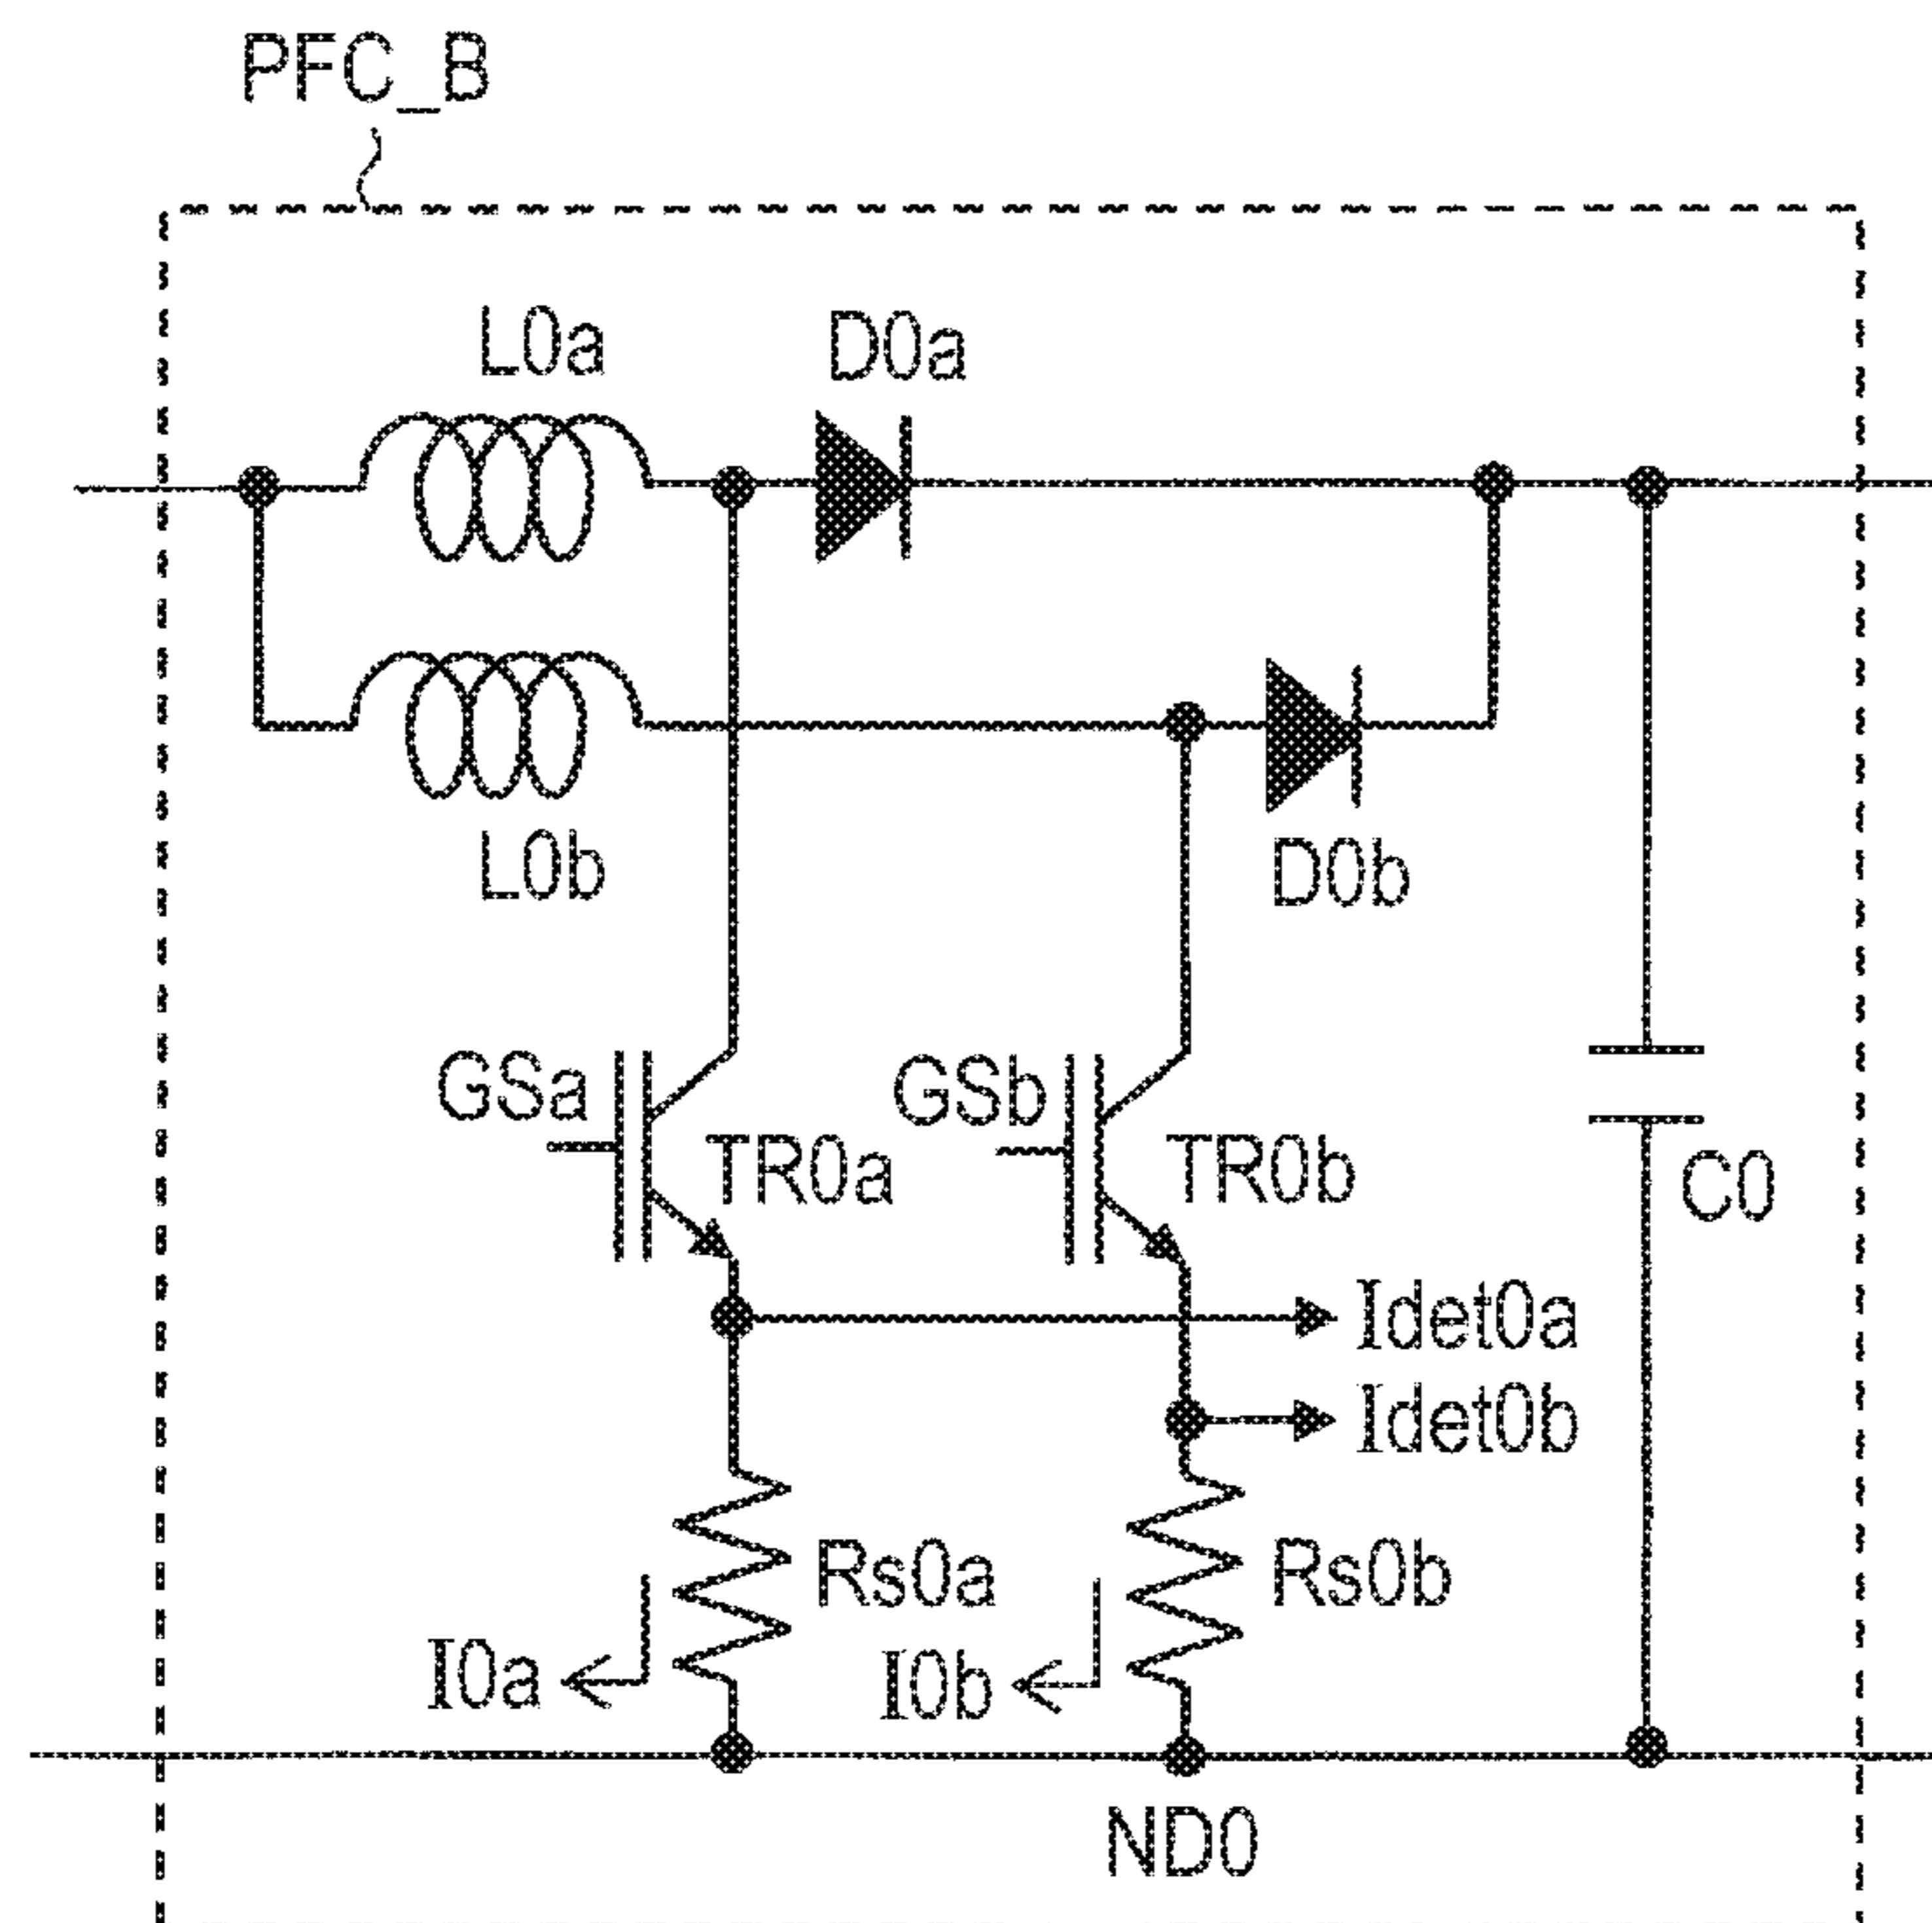 PFC_B
L0a
D0a
L0b
D0b
GSa
TR0a
GSb
TR0b
C0
Idet0a
Idet0b
Rs0a
Rs0b
I0a
I0b
ND0